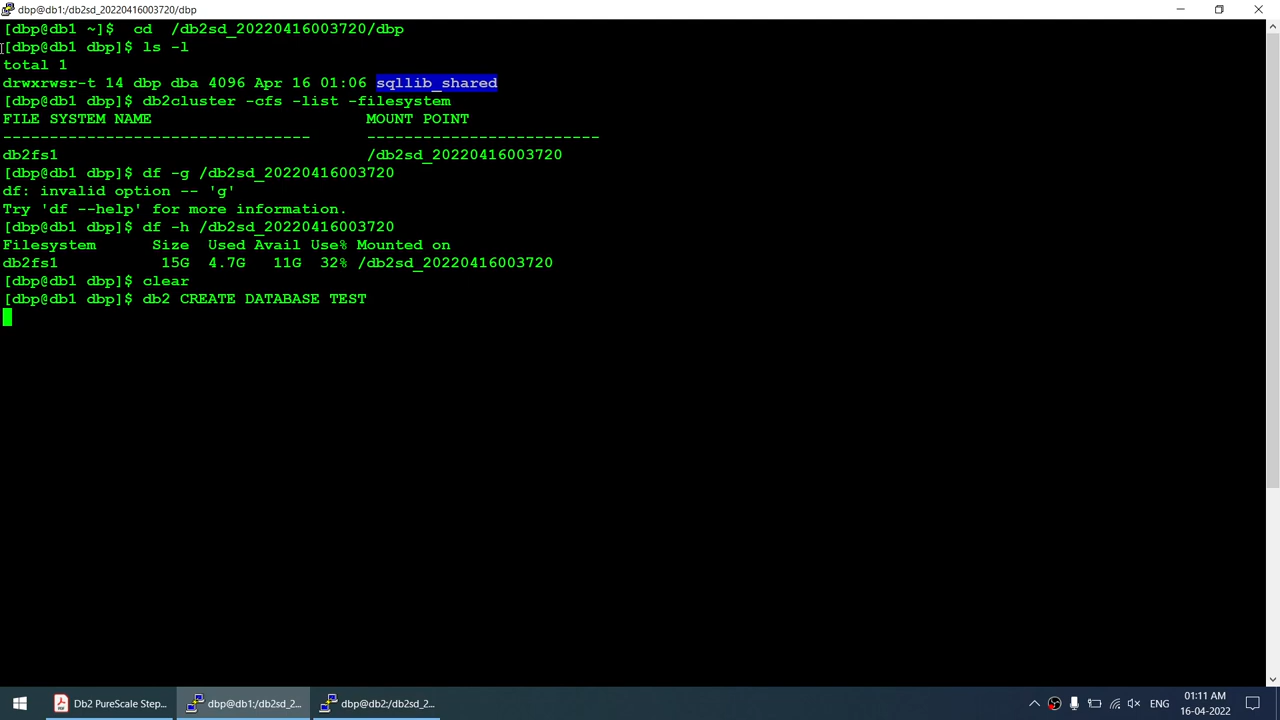 dbp@db1:/db2sd_20220416003720/dbp
[dbp@db1 ~]$  cd  /db2sd_20220416003720/dbp
[dbp@db1 dbp]$ ls -l
total 1
drwxrwsr-t 14 dbp dba 4096 Apr 16 01:06 sqllib_shared
[dbp@db1 dbp]$ db2cluster -cfs -list -filesystem
FILE SYSTEM NAME                       MOUNT POINT
---------------------------------      -------------------------
db2fs1                                 /db2sd_20220416003720
[dbp@db1 dbp]$ df -g /db2sd_20220416003720
df: invalid option -- 'g'
Try 'df --help' for more information.
[dbp@db1 dbp]$ df -h /db2sd_20220416003720
Filesystem      Size  Used Avail Use% Mounted on
db2fs1           15G  4.7G   11G  32% /db2sd_20220416003720
[dbp@db1 dbp]$ clear
[dbp@db1 dbp]$ db2 CREATE DATABASE TEST
Db2 PureScale Step...
dbp@db1:/db2sd_2...
dbp@db2:/db2sd_2...
ENG
01:11 AM
16-04-2022